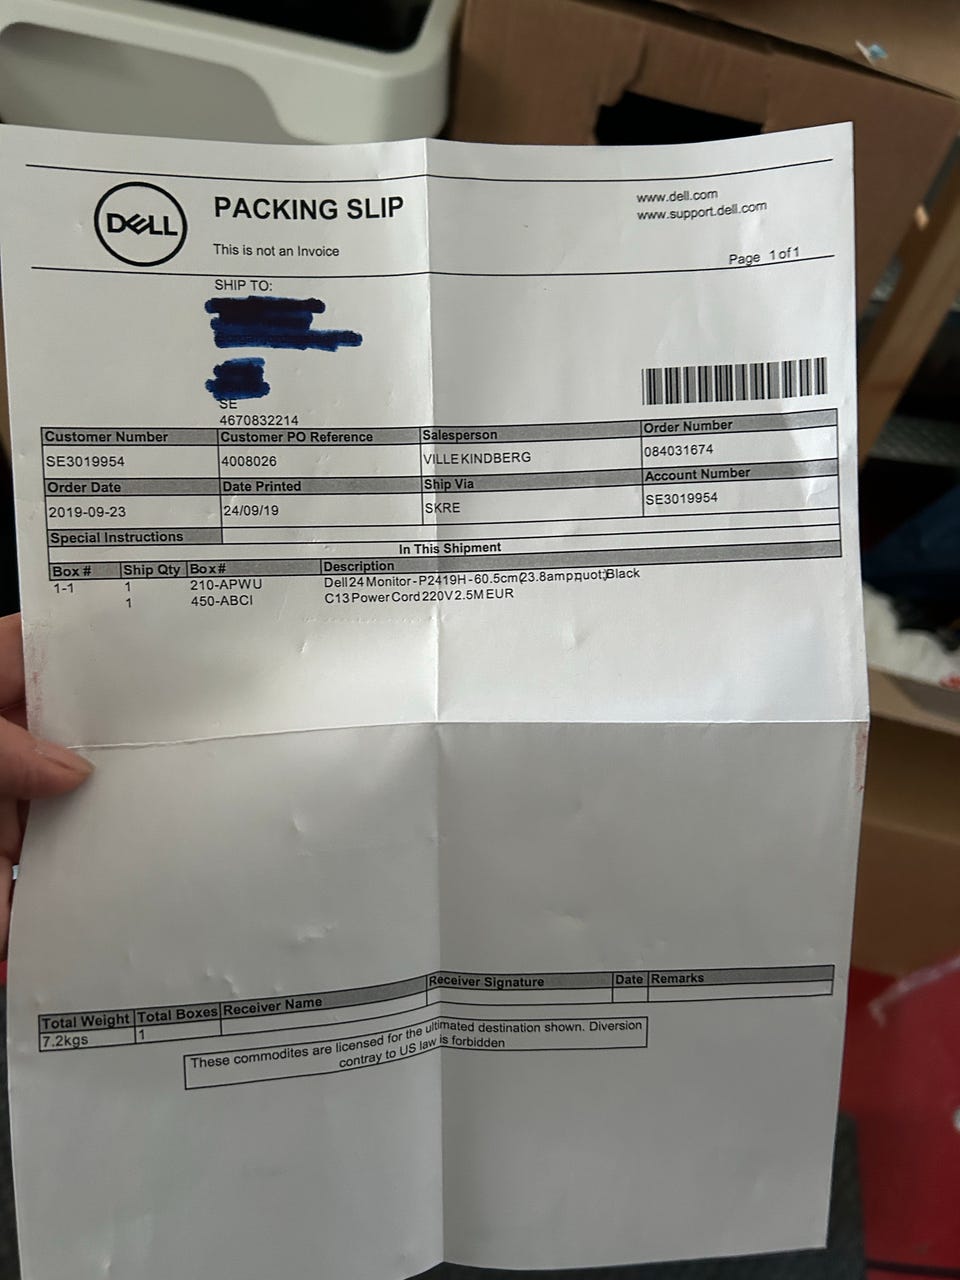 DELL
PACKING SLIP
www.dell.com
www.support.dell.com
This is not an Invoice
Page 1 of 1
SHIP TO:
SE
4670832214
Customer Number Customer PO Reference Salesperson Order Number
SE3019954 4008026 VILLE KINDBERG 084031674
Order Date Date Printed Ship Via Account Number
2019-09-23 24/09/19 SKRE SE3019954
Special Instructions
In This Shipment
Box # Ship Qty Box# Description
1-1 1 210-APWU Dell 24 Monitor - P2419H - 60.5cm(23.8ampquot;)Black
1 450-ABCI C13 Power Cord 220V 2.5M EUR
Total Weight Total Boxes Receiver Name Receiver Signature Date Remarks
7.2kgs 1
These commodites are licensed for the ultimated destination shown. Diversion
contray to US law is forbidden